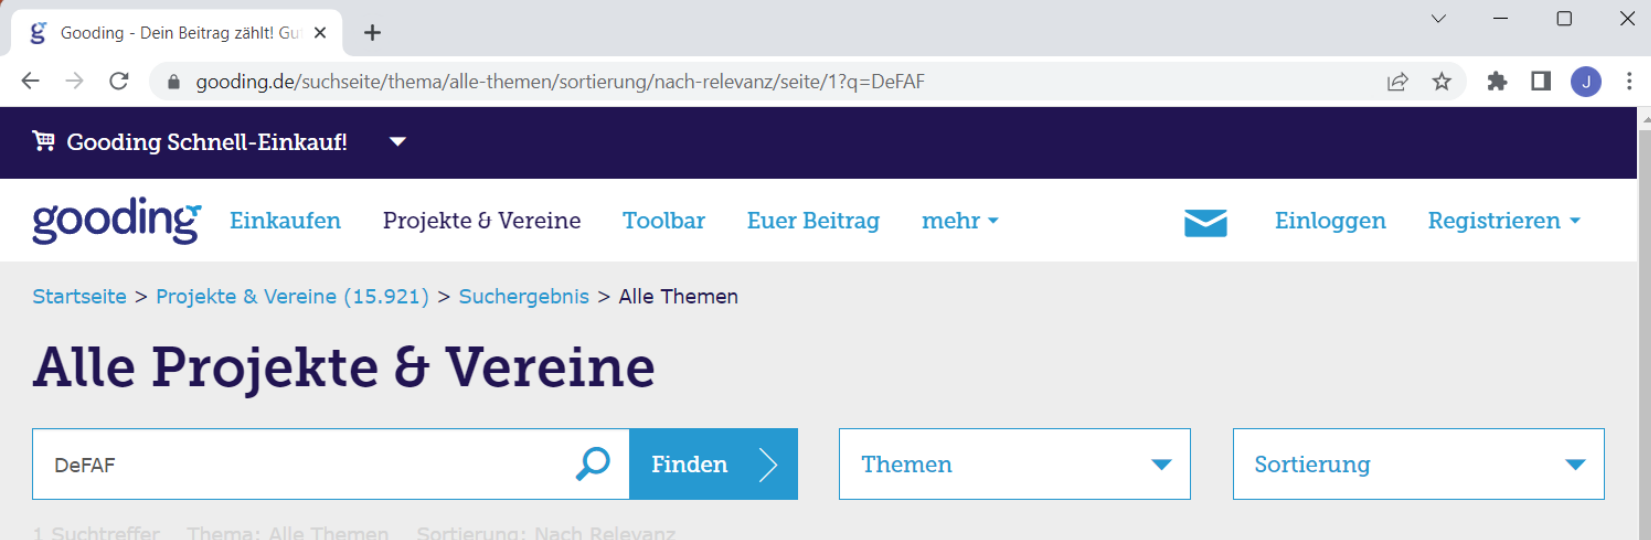 Gooding - Dein Beitrag zählt! Gu
gooding.de/suchseite/thema/alle-themen/sortierung/nach-relevanz/seite/1?q=DeFAF
J
Gooding Schnell-Einkauf!
gooding Einkaufen Projekte & Vereine Toolbar Euer Beitrag mehr Einloggen Registrieren
Startseite > Projekte & Vereine (15.921) > Suchergebnis > Alle Themen
Alle Projekte & Vereine
DeFAF Finden Themen Sortierung
1 Suchtreffer Thema: Alle Themen Sortierung: Nach Relevanz